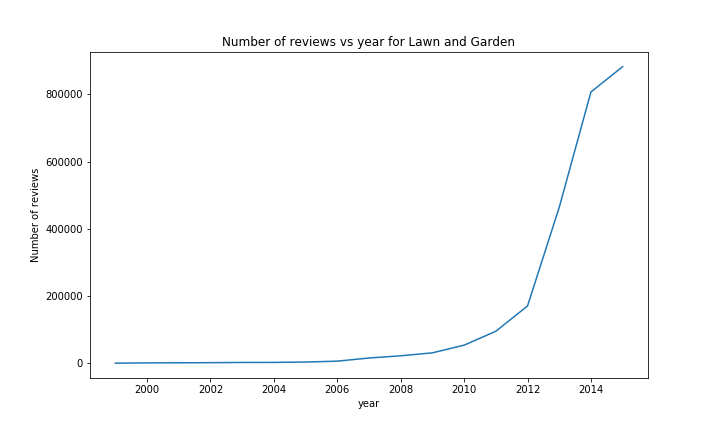 Number of reviews vs year for Lawn and Garden
800000
600000
400000
200000
0
Number of reviews
2000 2002 2004 2006 2008 2010 2012 2014
year